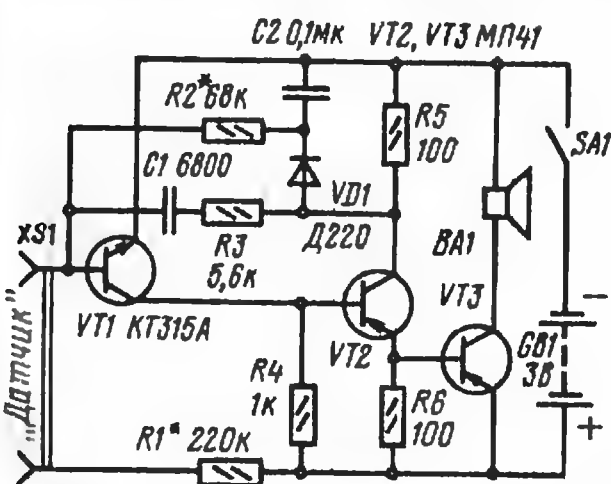 C2 0,1мк VT2, VT3 МП41
R2* 68к
R5
100
SA1
C1 6800
VD1
Д220
BA1
XS1
R3
5,6к
VT3
VT1 КТ315А
VT2
GB1
3В
−
+
„Датчик"
R4
1к
R6
100
R1* 220к